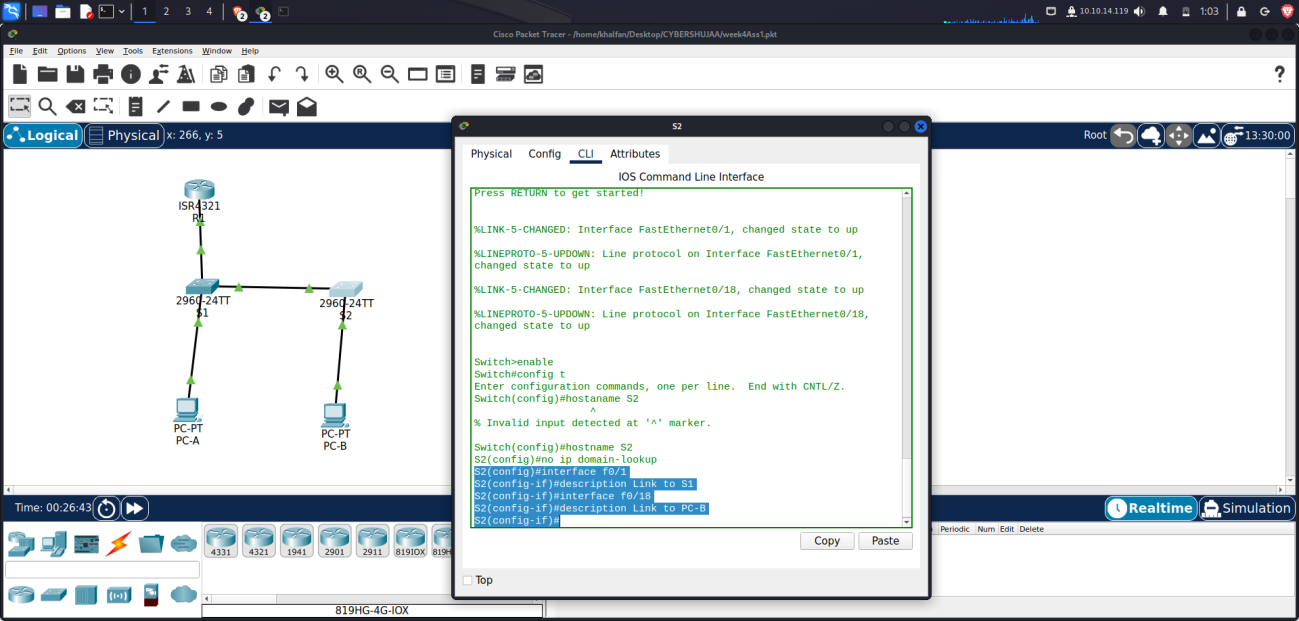 1 2 3 4 2 2 10.10.14.119 1:03
Cisco Packet Tracer - /home/khalfan/Desktop/CYBERSHUJAA/week4Ass1.pkt
File Edit Options View Tools Extensions Window Help
Logical Physical x: 266, y: 5 Root 13:30:00
ISR4321
R1
2960-24TT
S1
2960-24TT
S2
PC-PT
PC-A
PC-PT
PC-B
S2
Physical Config CLI Attributes
IOS Command Line Interface
Press RETURN to get started!
%LINK-5-CHANGED: Interface FastEthernet0/1, changed state to up
%LINEPROTO-5-UPDOWN: Line protocol on Interface FastEthernet0/1,
changed state to up
%LINK-5-CHANGED: Interface FastEthernet0/18, changed state to up
%LINEPROTO-5-UPDOWN: Line protocol on Interface FastEthernet0/18,
changed state to up
Switch>enable
Switch#config t
Enter configuration commands, one per line.  End with CNTL/Z.
Switch(config)#hostaname S2
^
% Invalid input detected at '^' marker.
Switch(config)#hostname S2
S2(config)#no ip domain-lookup
S2(config)#interface f0/1
S2(config-if)#description Link to S1
S2(config-if)#interface f0/18
S2(config-if)#description Link to PC-B
S2(config-if)#
Copy Paste
Top
Time: 00:26:43 Realtime Simulation
Periodic Num Edit Delete
4331 4321 1941 2901 2911 819IOX 819H
819HG-4G-IOX